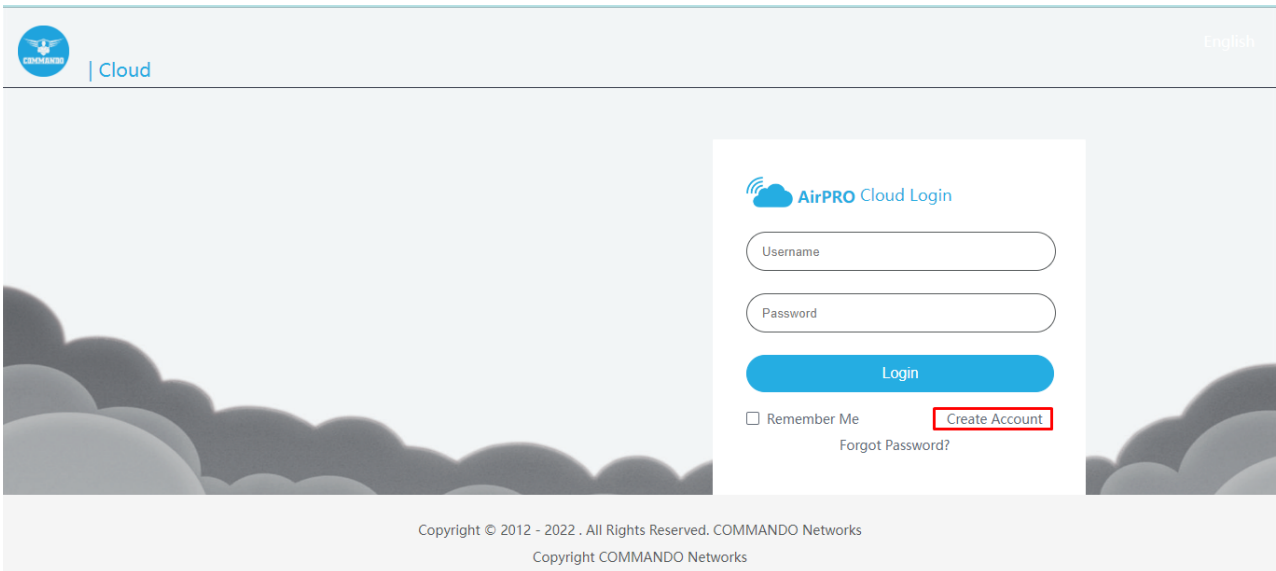 English
COMMANDO
| Cloud
AirPRO Cloud Login
Username
Password
Login
Remember Me
Create Account
Forgot Password?
Copyright © 2012 - 2022 . All Rights Reserved. COMMANDO Networks
Copyright COMMANDO Networks